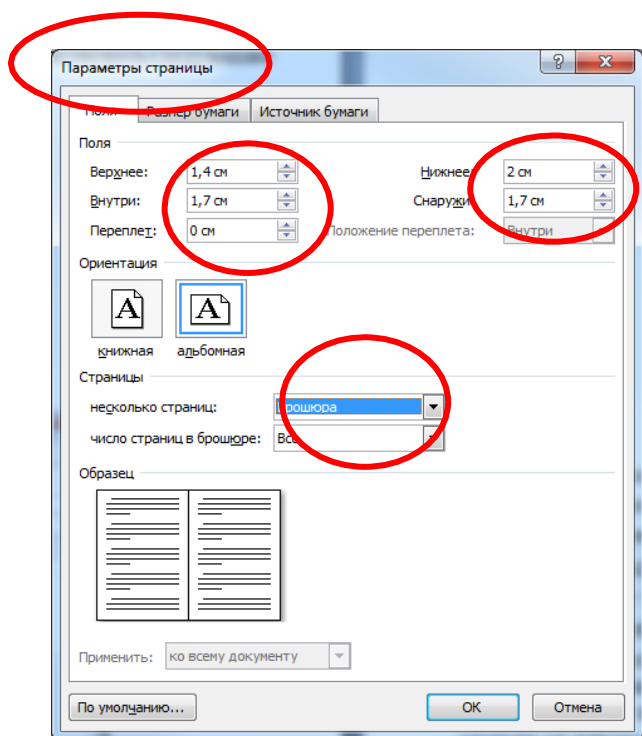 Параметры страницы
Поля Размер бумаги Источник бумаги
Поля
Верхнее: 1,4 см Нижнее: 2 см
Внутри: 1,7 см Снаружи: 1,7 см
Переплет: 0 см Положение переплета: Внутри
Ориентация
A A
книжная альбомная
Страницы
несколько страниц: Брошюра
число страниц в брошюре: Все
Образец
Применить: ко всему документу
По умолчанию... ОК Отмена